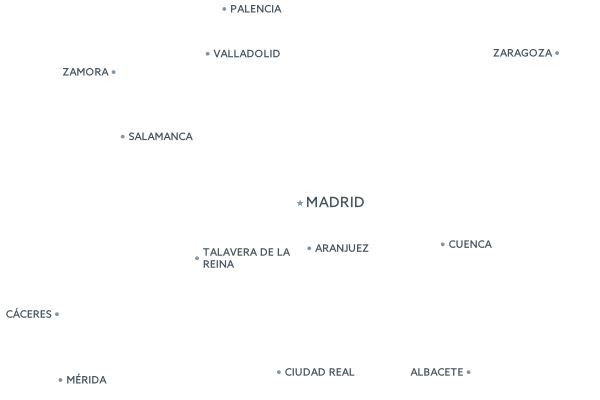 PALENCIA
VALLADOLID
ZARAGOZA
ZAMORA
SALAMANCA
MADRID
CUENCA
ARANJUEZ
TALAVERA DE LA
REINA
CÁCERES
CIUDAD REAL
ALBACETE
MÉRIDA